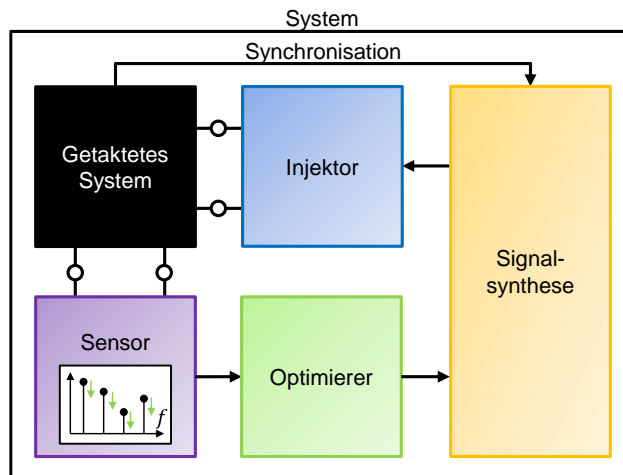 System
Synchronisation
Getaktetes
System
Injektor
Signal-
synthese
Sensor
f
Optimierer